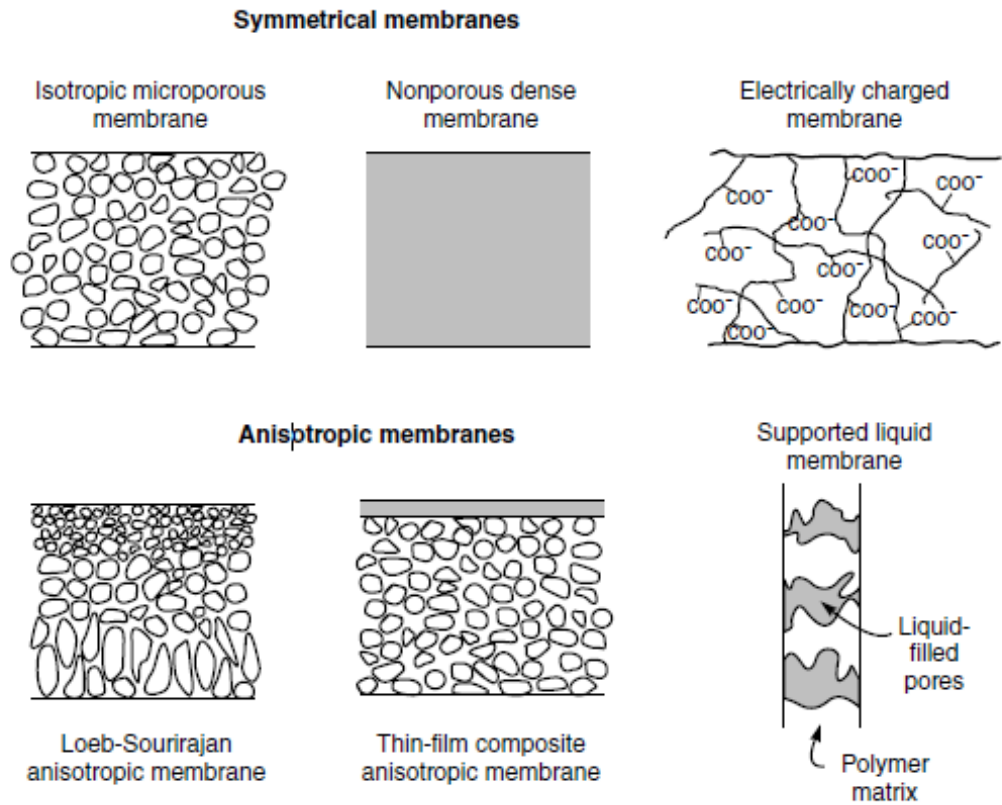 Symmetrical membranes
Isotropic microporous
membrane
Nonporous dense
membrane
Electrically charged
membrane
COO-
COO-
COO-
COO-
COO-
COO-
COO-
COO-
COO-
COO-
Anisotropic membranes
Supported liquid
membrane
Liquid-
filled
pores
Loeb-Sourirajan
anisotropic membrane
Thin-film composite
anisotropic membrane
Polymer
matrix